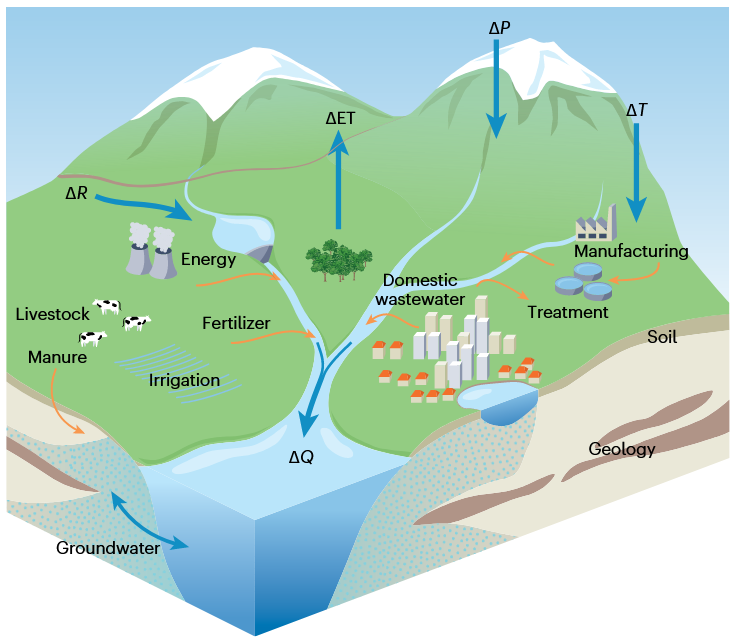 ΔP
ΔT
ΔET
ΔR
Manufacturing
Energy
Domestic
wastewater
Treatment
Livestock
Fertilizer
Soil
Manure
Irrigation
Geology
ΔQ
Groundwater